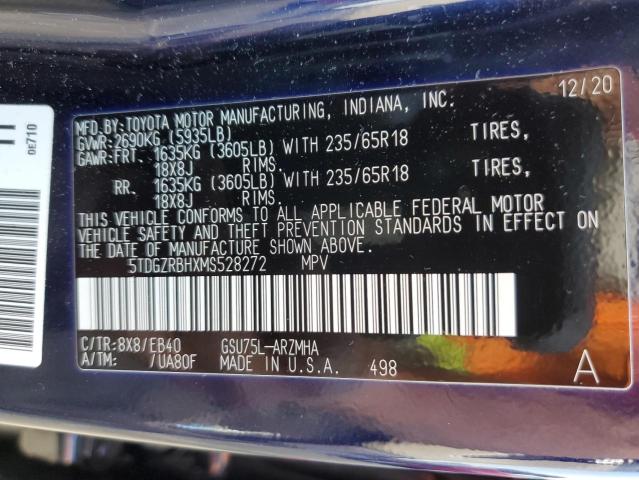 12/20
MFD.BY:TOYOTA MOTOR MANUFACTURING, INDIANA, INC.
GVWR:2690KG (5935LB)
GAWR:FRT. 1635KG (3605LB) WITH 235/65R18 TIRES,
18X8J RIMS.
RR. 1635KG (3605LB) WITH 235/65R18 TIRES,
18X8J RIMS.
THIS VEHICLE CONFORMS TO ALL APPLICABLE FEDERAL MOTOR
VEHICLE SAFETY AND THEFT PREVENTION STANDARDS IN EFFECT ON
THE DATE OF MANUFACTURE SHOWN ABOVE.
5TDGZRBHXMS528272 MPV
C/TR:8X8/EB40 GSU75L-ARZMHA
A/TM: /UA80F MADE IN U.S.A. 498 A
0E710